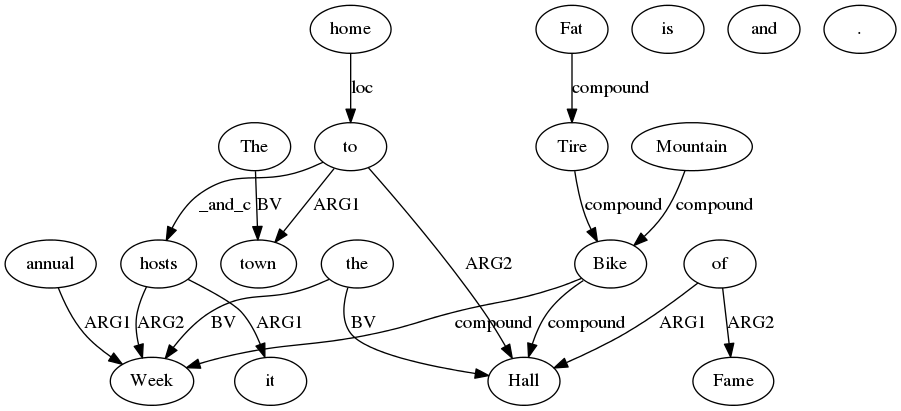 home Fat is and .
loc compound
The to Tire Mountain
_and_c BV ARG1 compound compound
annual hosts town the ARG2 Bike of
ARG1 ARG2 BV ARG1 BV compound compound ARG1 ARG2
Week it Hall Fame